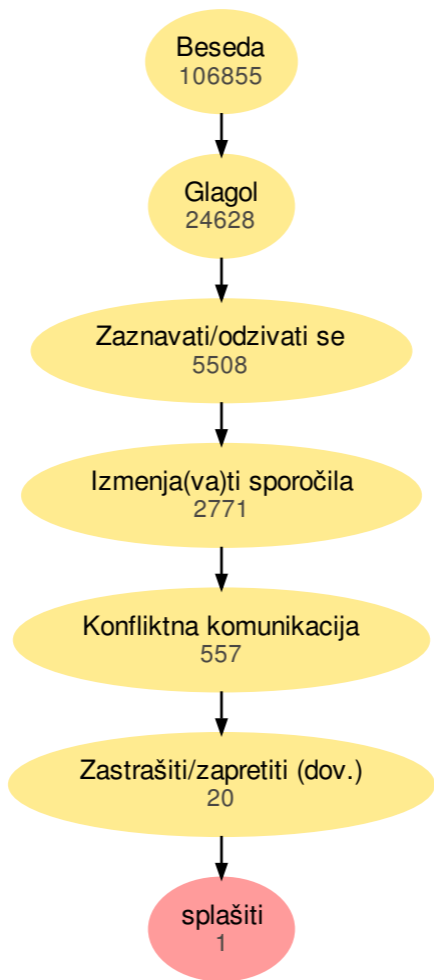 Beseda
106855
Glagol
24628
Zaznavati/odzivati se
5508
Izmenja(va)ti sporočila
2771
Konfliktna komunikacija
557
Zastrašiti/zapretiti (dov.)
20
splašiti
1